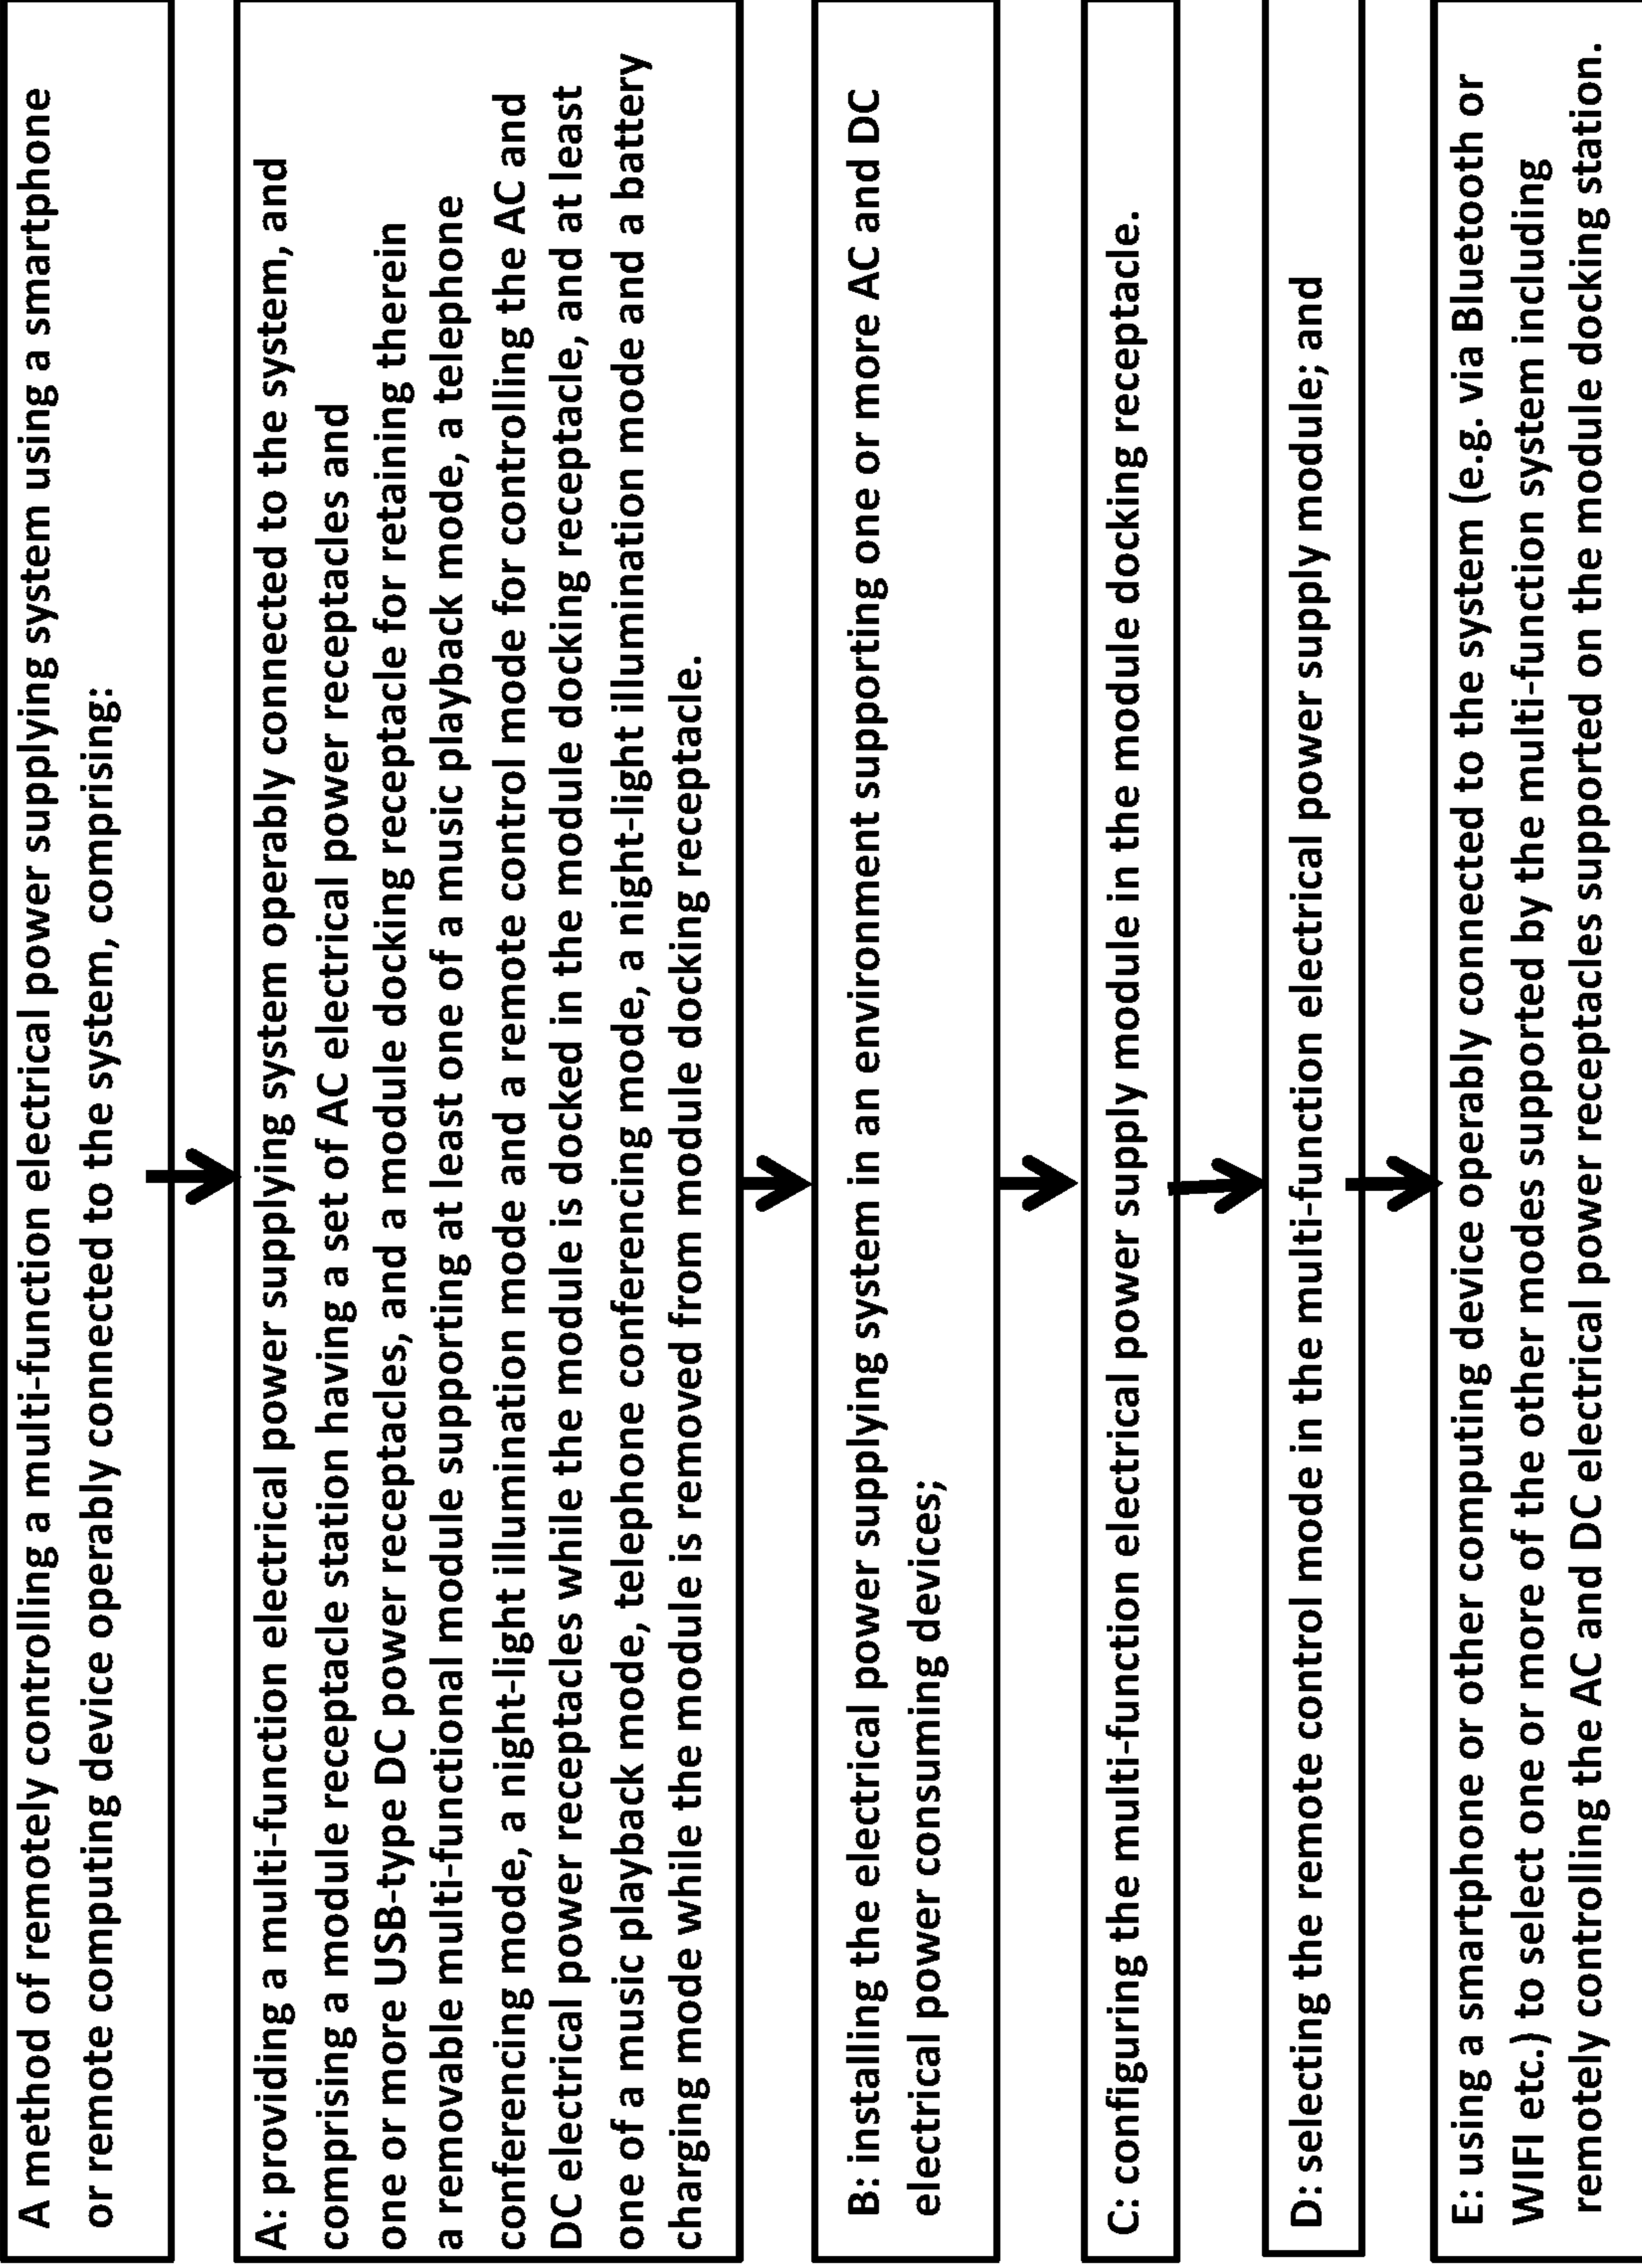 A method of remotely controlling a multi-function electrical power supplying system using a smartphone
or remote computing device operably connected to the system, comprising:
A: providing a multi-function electrical power supplying system operably connected to the system, and
comprising a module receptacle station having a set of AC electrical power receptacles and
one or more USB-type DC power receptacles, and a module docking receptacle for retaining therein
a removable multi-functional module supporting at least one of a music playback mode, a telephone
conferencing mode, a night-light illumination mode and a remote control mode for controlling the AC and
DC electrical power receptacles while the module is docked in the module docking receptacle, and at least
one of a music playback mode, telephone conferencing mode, a night-light illumination mode and a battery
charging mode while the module is removed from module docking receptacle.
B: installing the electrical power supplying system in an environment supporting one or more AC and DC
electrical power consuming devices;
C: configuring the multi-function electrical power supply module in the module docking receptacle.
D: selecting the remote control mode in the multi-function electrical power supply module; and
E: using a smartphone or other computing device operably connected to the system (e.g. via Bluetooth or
WIFI etc.) to select one or more of the other modes supported by the multi-function system including
remotely controlling the AC and DC electrical power receptacles supported on the module docking station.